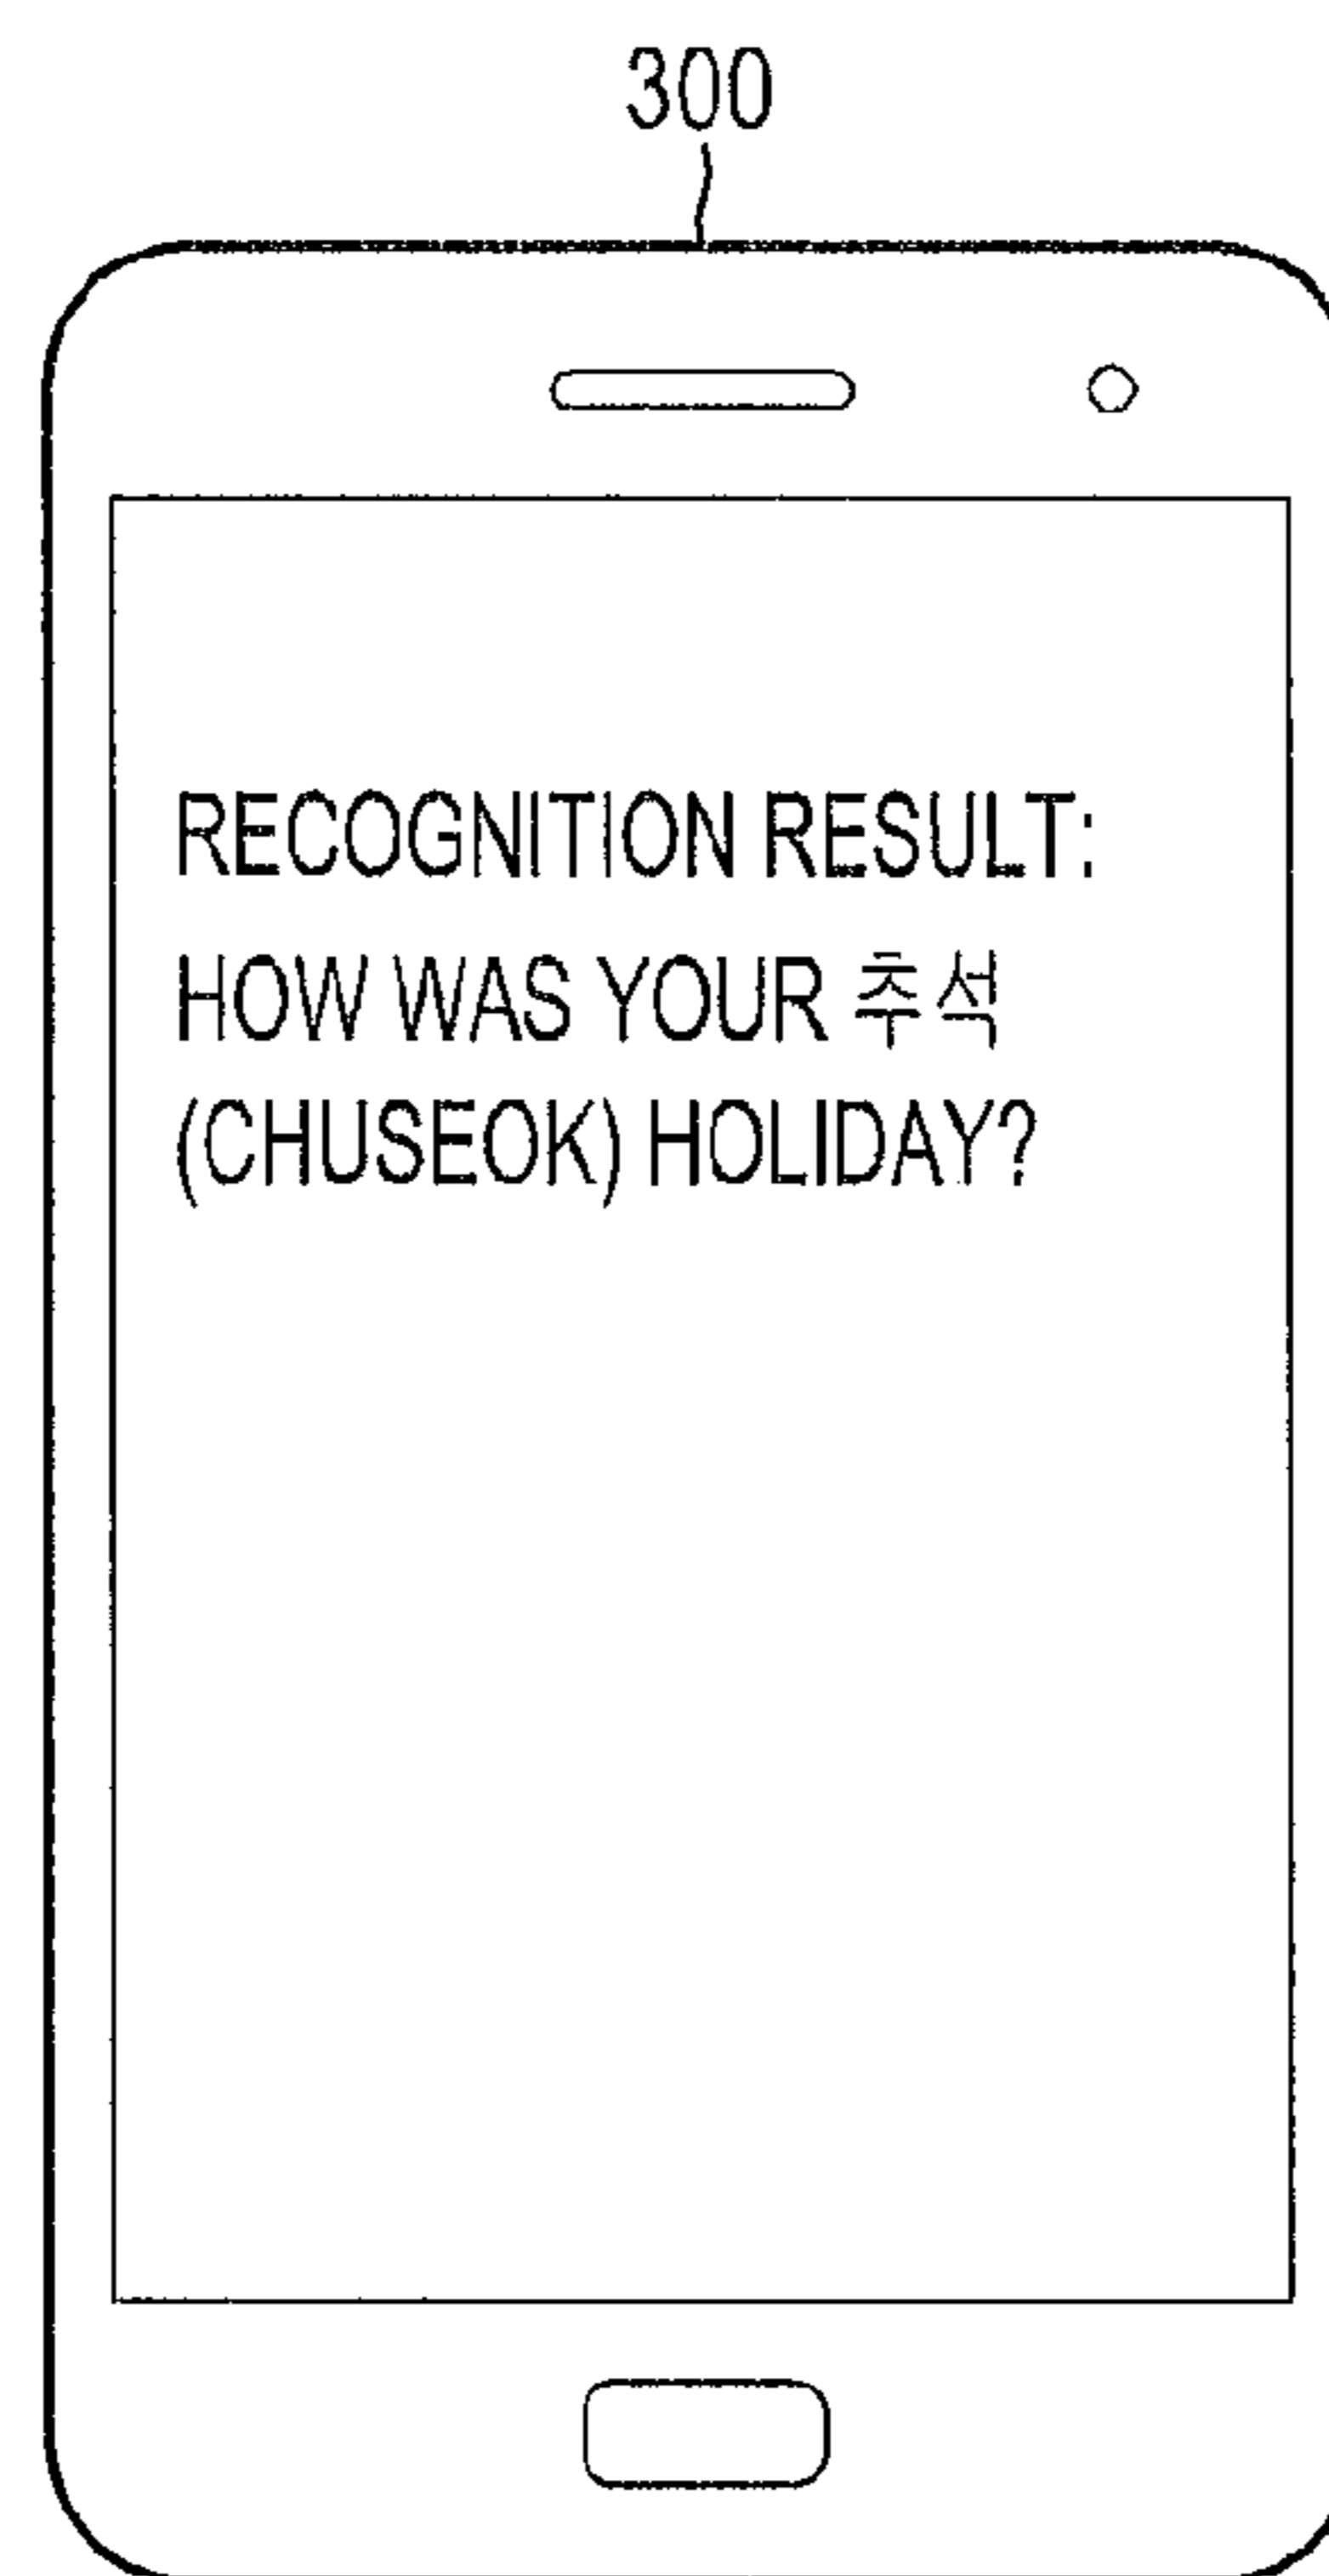 300
RECOGNITION RESULT:
HOW WAS YOUR 추석
(CHUSEOK) HOLIDAY?